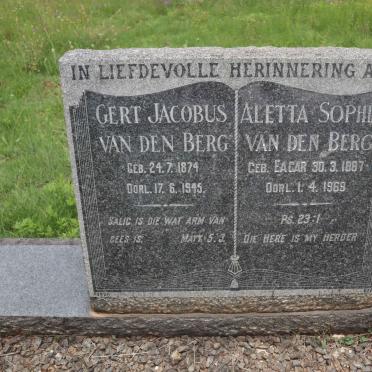 IN LIEFDEVOLLE HERINNERING A
GERT JACOBUS
VAN DEN BERG
GEB. 24.7. 1874
OORL. 17. 6. 1945.
SALIG IS DIE WAT ARM VAN
GEES IS. MATT. 5:3.
ALETTA SOPHI
VAN DEN BERG
GEB. EAGAR 30. 3. 1887
OORL. 1. 4. 1969
PS. 23:1
DIE HERE IS MY HERDER